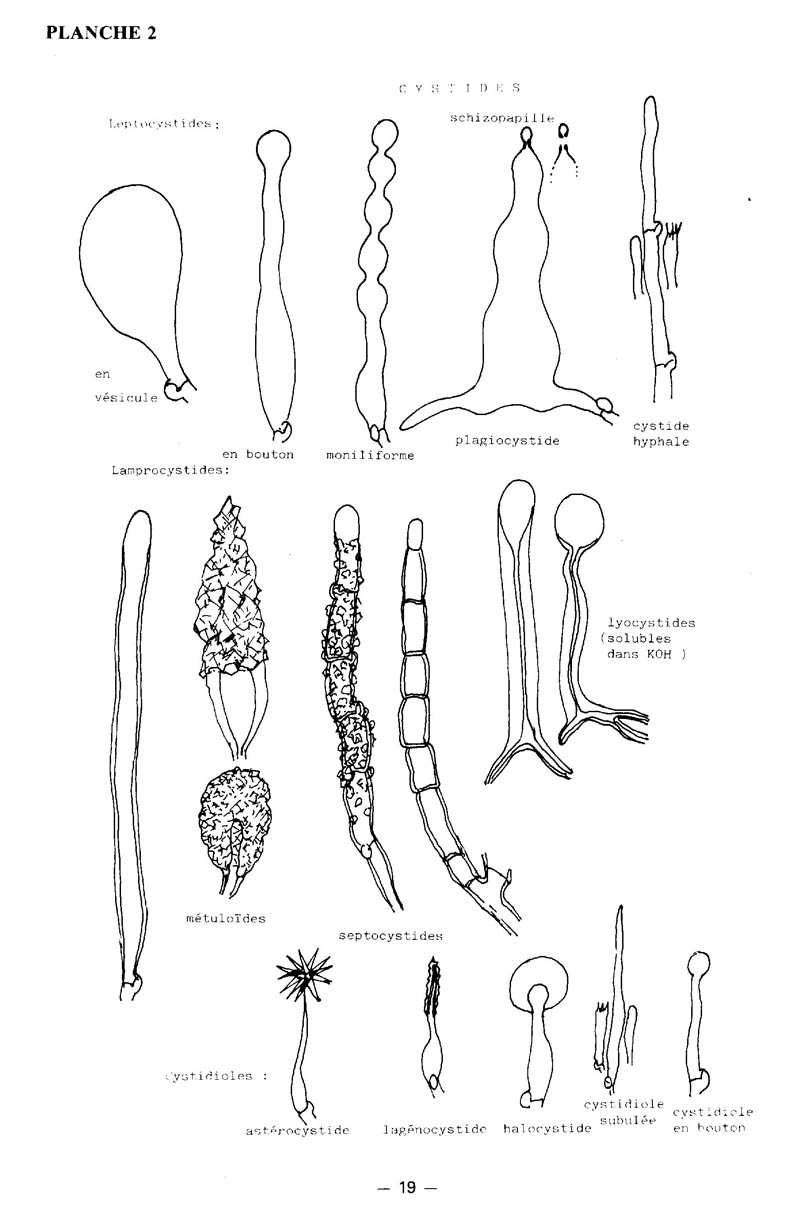 PLANCHE 2
CYSTIDES
Leptocystides:
schizopapille
en
vésicule
en bouton
moniliforme
plagiocystide
cystide
hyphale
Lamprocystides:
lyocystides
(solubles
dans KOH )
métuloïdes
septocystides
Cystidioles :
astérocystide
lagénocystide
halocystide
cystidiole
subulée
cystidiole
en bouton
— 19 —